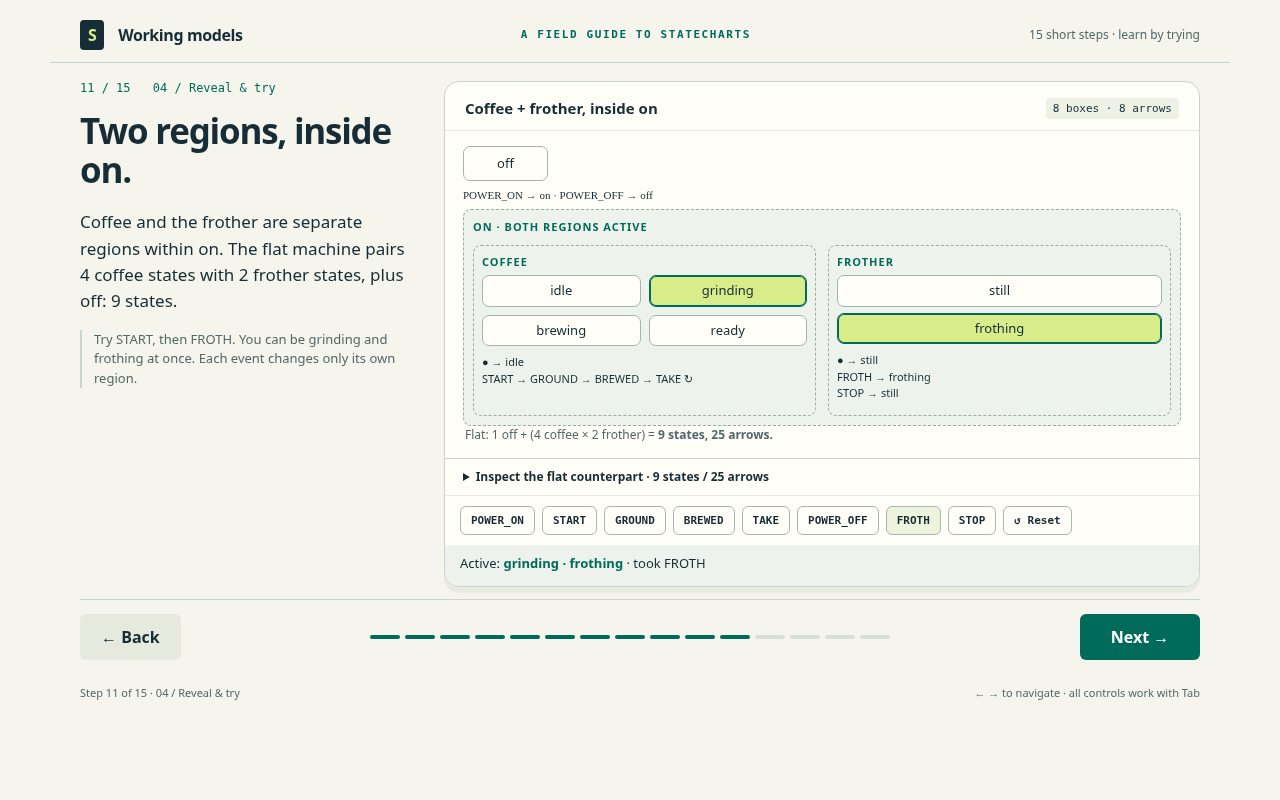 S Working models
A FIELD GUIDE TO STATECHARTS
15 short steps · learn by trying
11 / 15 04 / Reveal & try
Two regions, inside
on.
Coffee and the frother are separate
regions within on. The flat machine pairs
4 coffee states with 2 frother states, plus
off: 9 states.
Try START, then FROTH. You can be grinding and
frothing at once. Each event changes only its own
region.
Coffee + frother, inside on
8 boxes · 8 arrows
off
POWER_ON → on · POWER_OFF → off
ON · BOTH REGIONS ACTIVE
COFFEE
idle
grinding
brewing
ready
● → idle
START → GROUND → BREWED → TAKE ↻
FROTHER
still
frothing
● → still
FROTH → frothing
STOP → still
Flat: 1 off + (4 coffee × 2 frother) = 9 states, 25 arrows.
▶ Inspect the flat counterpart · 9 states / 25 arrows
POWER_ON START GROUND BREWED TAKE POWER_OFF FROTH STOP ↺ Reset
Active: grinding · frothing · took FROTH
← Back
Next →
Step 11 of 15 · 04 / Reveal & try
← → to navigate · all controls work with Tab